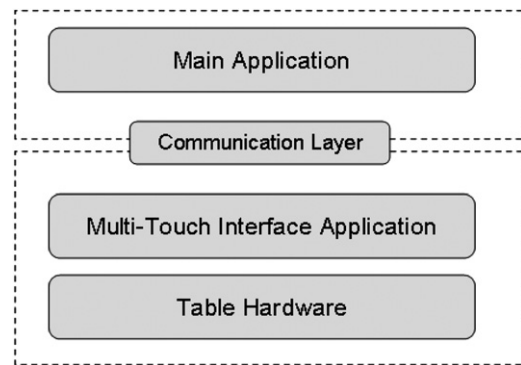 Main Application
Communication Layer
Multi-Touch Interface Application
Table Hardware